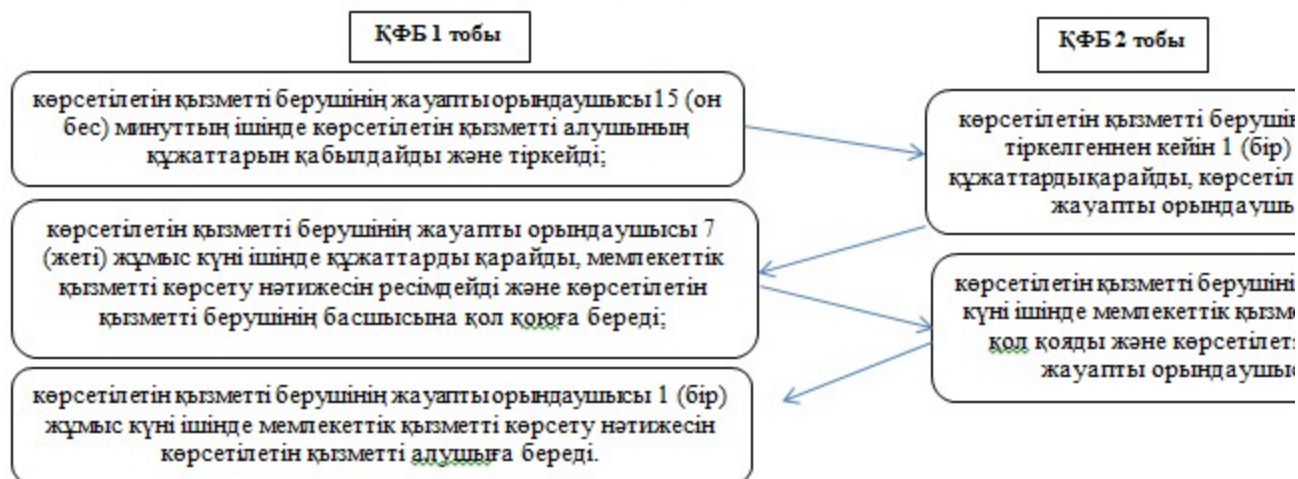 ҚФБ 1 тобы
көрсетілетін қызметті берушінің жауапты орындаушысы 15 (он
бес) минуттың ішінде көрсетілетін қызметті алушының
құжаттарын қабылдайды және тіркейді;
көрсетілетін қызметті берушінің жауапты орындаушысы 7
(жеті) жұмыс күні ішінде құжаттарды қарайды, мемлекеттік
қызметті көрсету нәтижесін ресімдейді және көрсетілетін
қызметті берушінің басшысына қол қоюға береді;
көрсетілетін қызметті берушінің жауапты орындаушысы 1 (бір)
жұмыс күні ішінде мемлекеттік қызметті көрсету нәтижесін
көрсетілетін қызметті алушыға береді.
ҚФБ 2 тобы
көрсетілетін қызметті беруші
тіркелгеннен кейін 1 (бір)
құжаттардықарайды, көрсетіл
жауапты орындаушы
көрсетілетін қызметті берушіні
күні ішінде мемлекеттік қызме
қол қояды және көрсетілет
жауапты орындаушыс